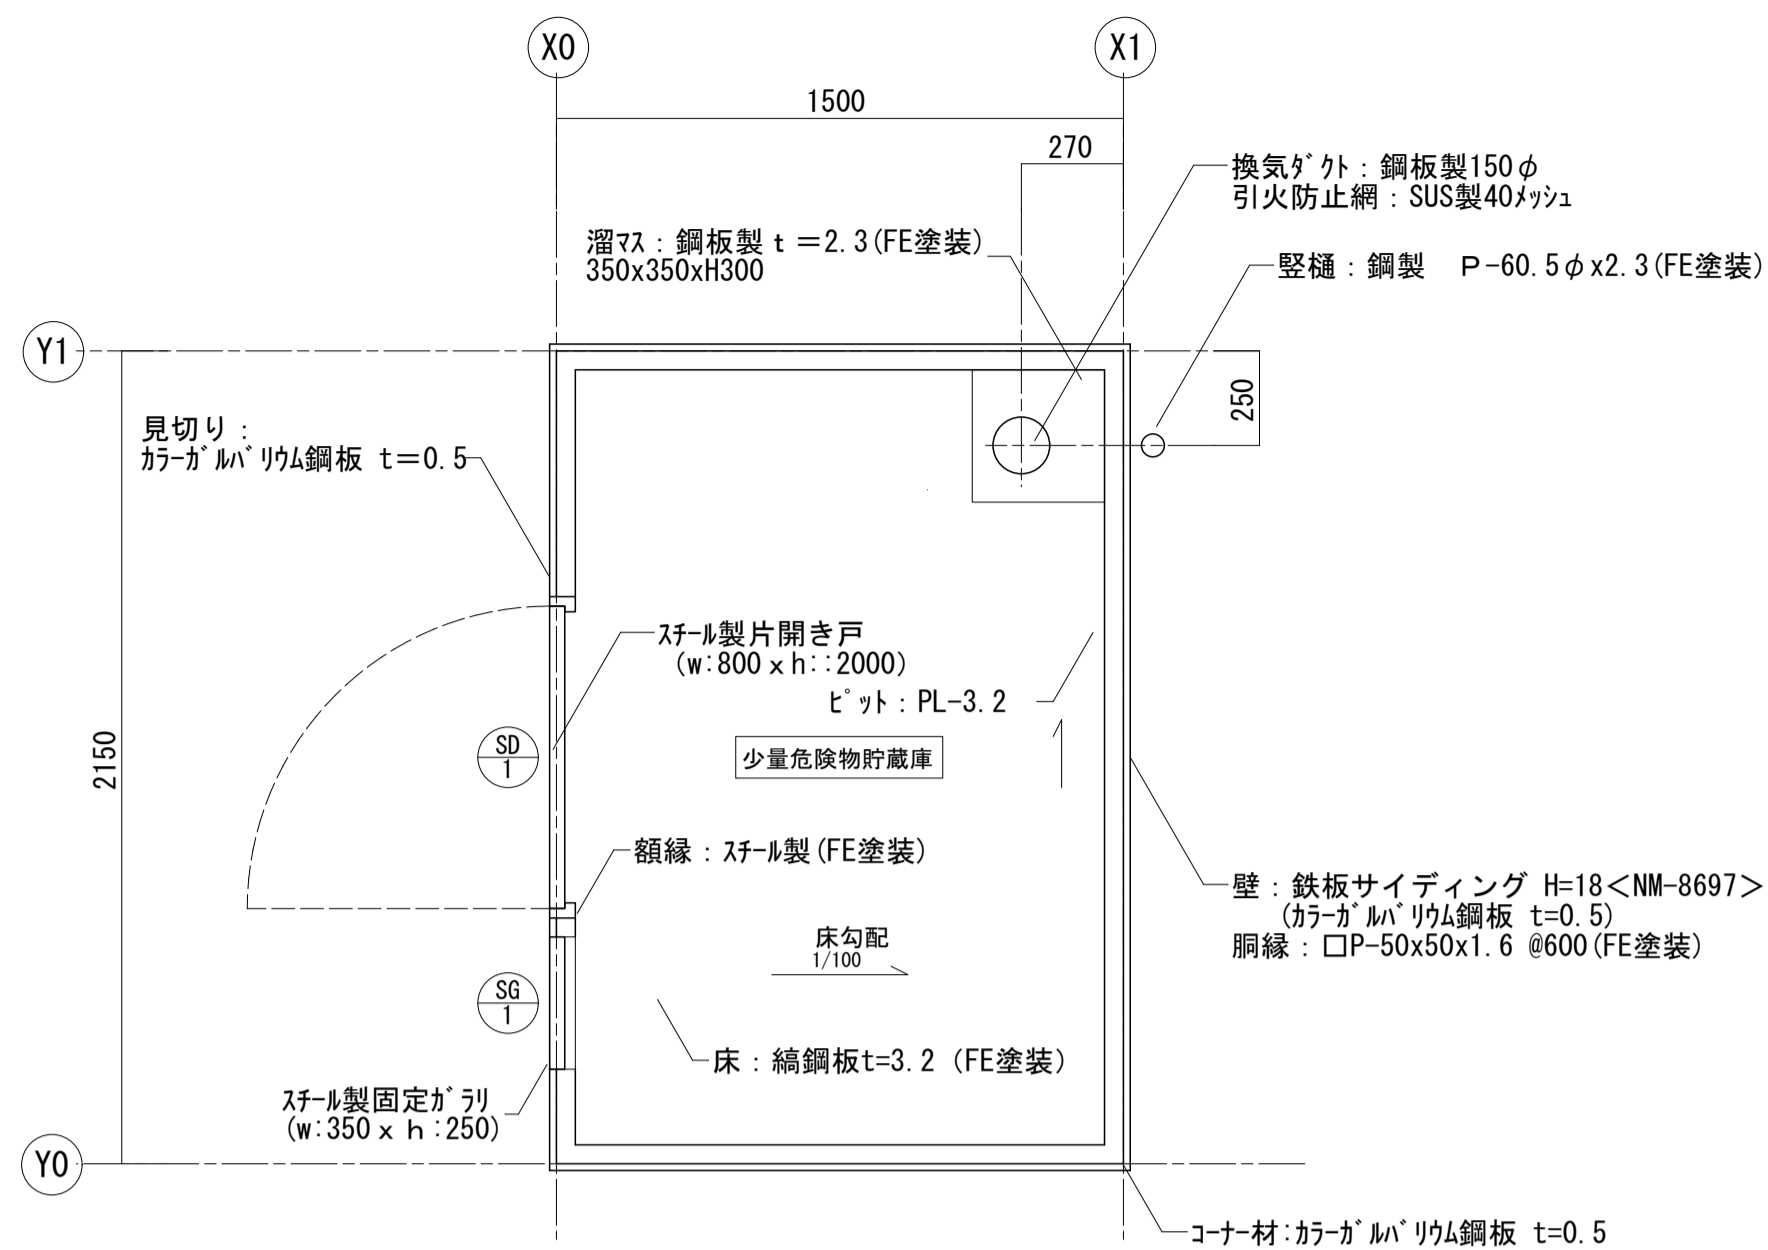 X0
X1
1500
270
換気ﾀﾞｸﾄ：鋼板製150φ
引火防止網：SUS製40ﾒｯｼｭ
溜ﾏｽ：鋼板製ｔ＝2.3(FE塗装)
350x350xH300
竪樋：鋼製　Ｐ-60.5φx2.3(FE塗装)
Y1
250
見切り：
ｶﾗｰｶﾞﾙﾊﾞﾘｳﾑ鋼板 t＝0.5
ｽﾁｰﾙ製片開き戸
(w:800ｘh::2000)
ﾋﾟｯﾄ：PL-3.2
2150
SD
1
少量危険物貯蔵庫
額縁：ｽﾁｰﾙ製(FE塗装)
壁：鉄板サイディング H=18＜NM-8697＞
(ｶﾗｰｶﾞﾙﾊﾞﾘｳﾑ鋼板 t=0.5)
胴縁：□P-50x50x1.6 @600(FE塗装)
床勾配
1/100
SG
1
床：縞鋼板t=3.2 (FE塗装)
ｽﾁｰﾙ製固定ｶﾞﾗﾘ
(w:350ｘｈ:250)
Y0
ｺｰﾅｰ材:ｶﾗｰｶﾞﾙﾊﾞﾘｳﾑ鋼板 t=0.5